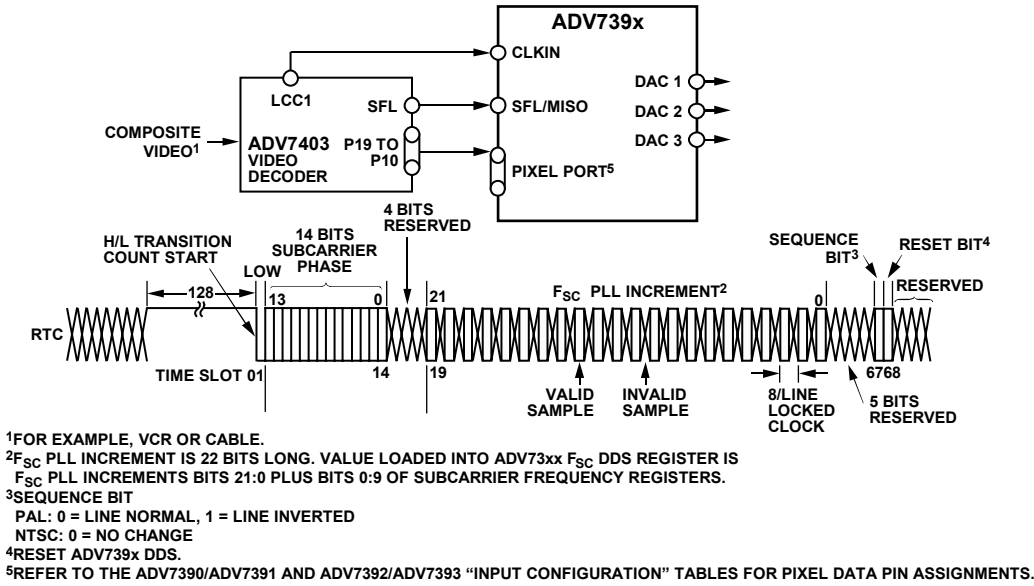 ADV739x
CLKIN
LCC1
SFL
SFL/MISO
DAC 1
DAC 2
DAC 3
COMPOSITE
VIDEO¹
ADV7403
VIDEO
DECODER
P19 TO
P10
PIXEL PORT⁵
4 BITS
RESERVED
H/L TRANSITION
COUNT START
14 BITS
SUBCARRIER
PHASE
SEQUENCE
BIT³
RESET BIT⁴
LOW
RESERVED
128
13
0
21
FSC PLL INCREMENT²
0
RTC
TIME SLOT 01
14
19
VALID
SAMPLE
INVALID
SAMPLE
8/LINE
LOCKED
CLOCK
6768
5 BITS
RESERVED
¹FOR EXAMPLE, VCR OR CABLE.
²FSC PLL INCREMENT IS 22 BITS LONG. VALUE LOADED INTO ADV73xx FSC DDS REGISTER IS
FSC PLL INCREMENTS BITS 21:0 PLUS BITS 0:9 OF SUBCARRIER FREQUENCY REGISTERS.
³SEQUENCE BIT
PAL: 0 = LINE NORMAL, 1 = LINE INVERTED
NTSC: 0 = NO CHANGE
⁴RESET ADV739x DDS.
⁵REFER TO THE ADV7390/ADV7391 AND ADV7392/ADV7393 “INPUT CONFIGURATION” TABLES FOR PIXEL DATA PIN ASSIGNMENTS.